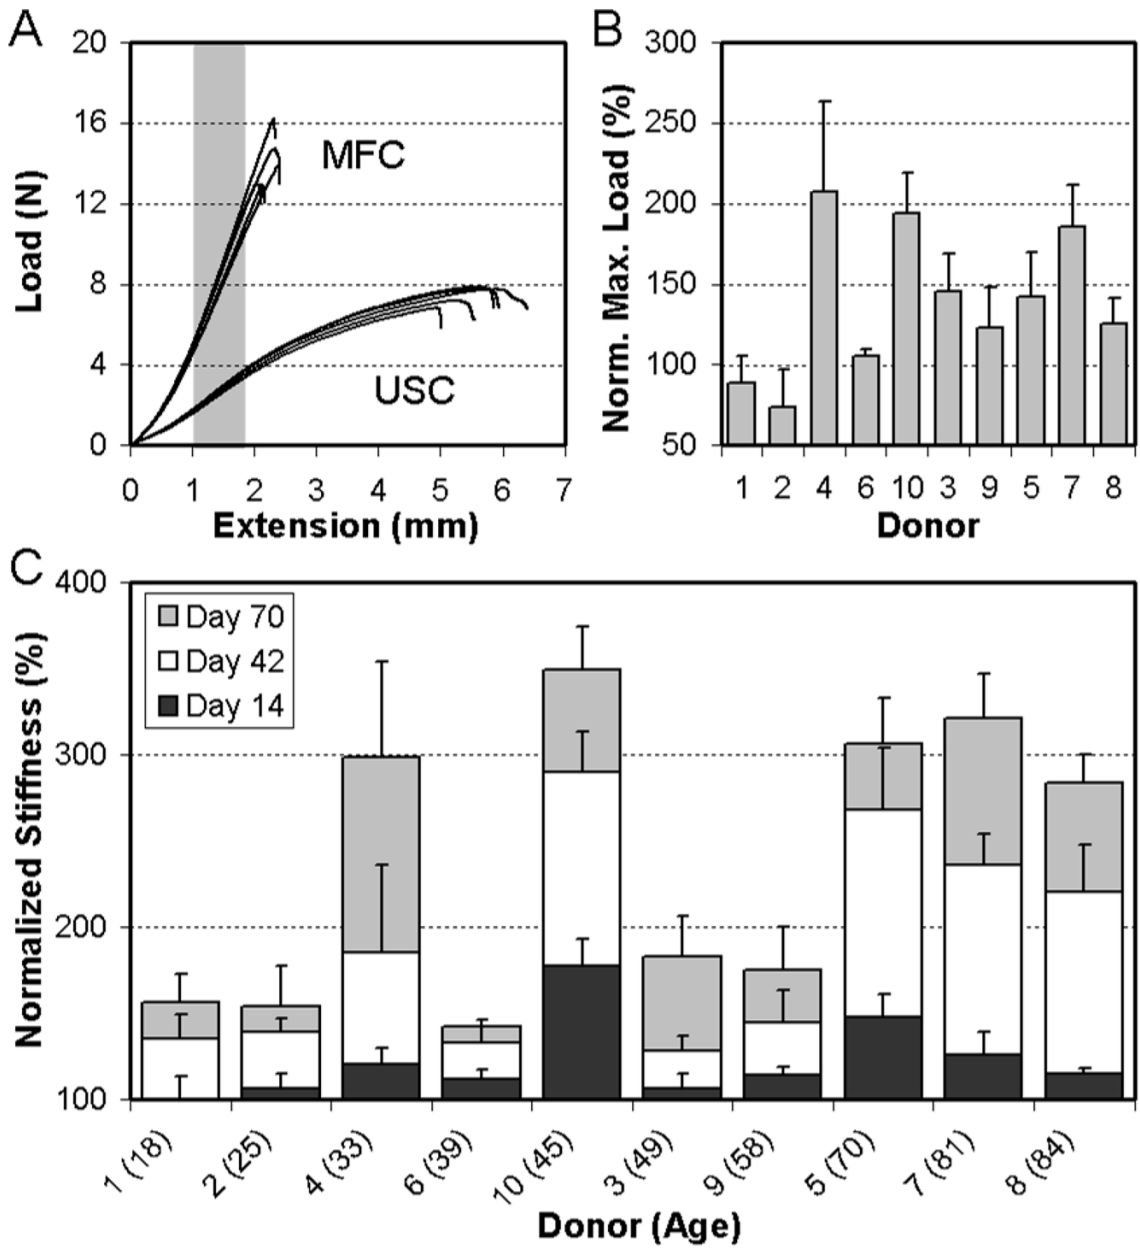 A
Load (N)
20
16
12
8
4
0
MFC
USC
0 1 2 3 4 5 6 7
Extension (mm)
B
Norm. Max. Load (%)
300
250
200
150
100
50
1 2 4 6 10 3 9 5 7 8
Donor
C
Normalized Stiffness (%)
400
300
200
100
Day 70
Day 42
Day 14
1 (18) 2 (25) 4 (33) 6 (39) 10 (45) 3 (49) 9 (58) 5 (70) 7 (81) 8 (84)
Donor (Age)